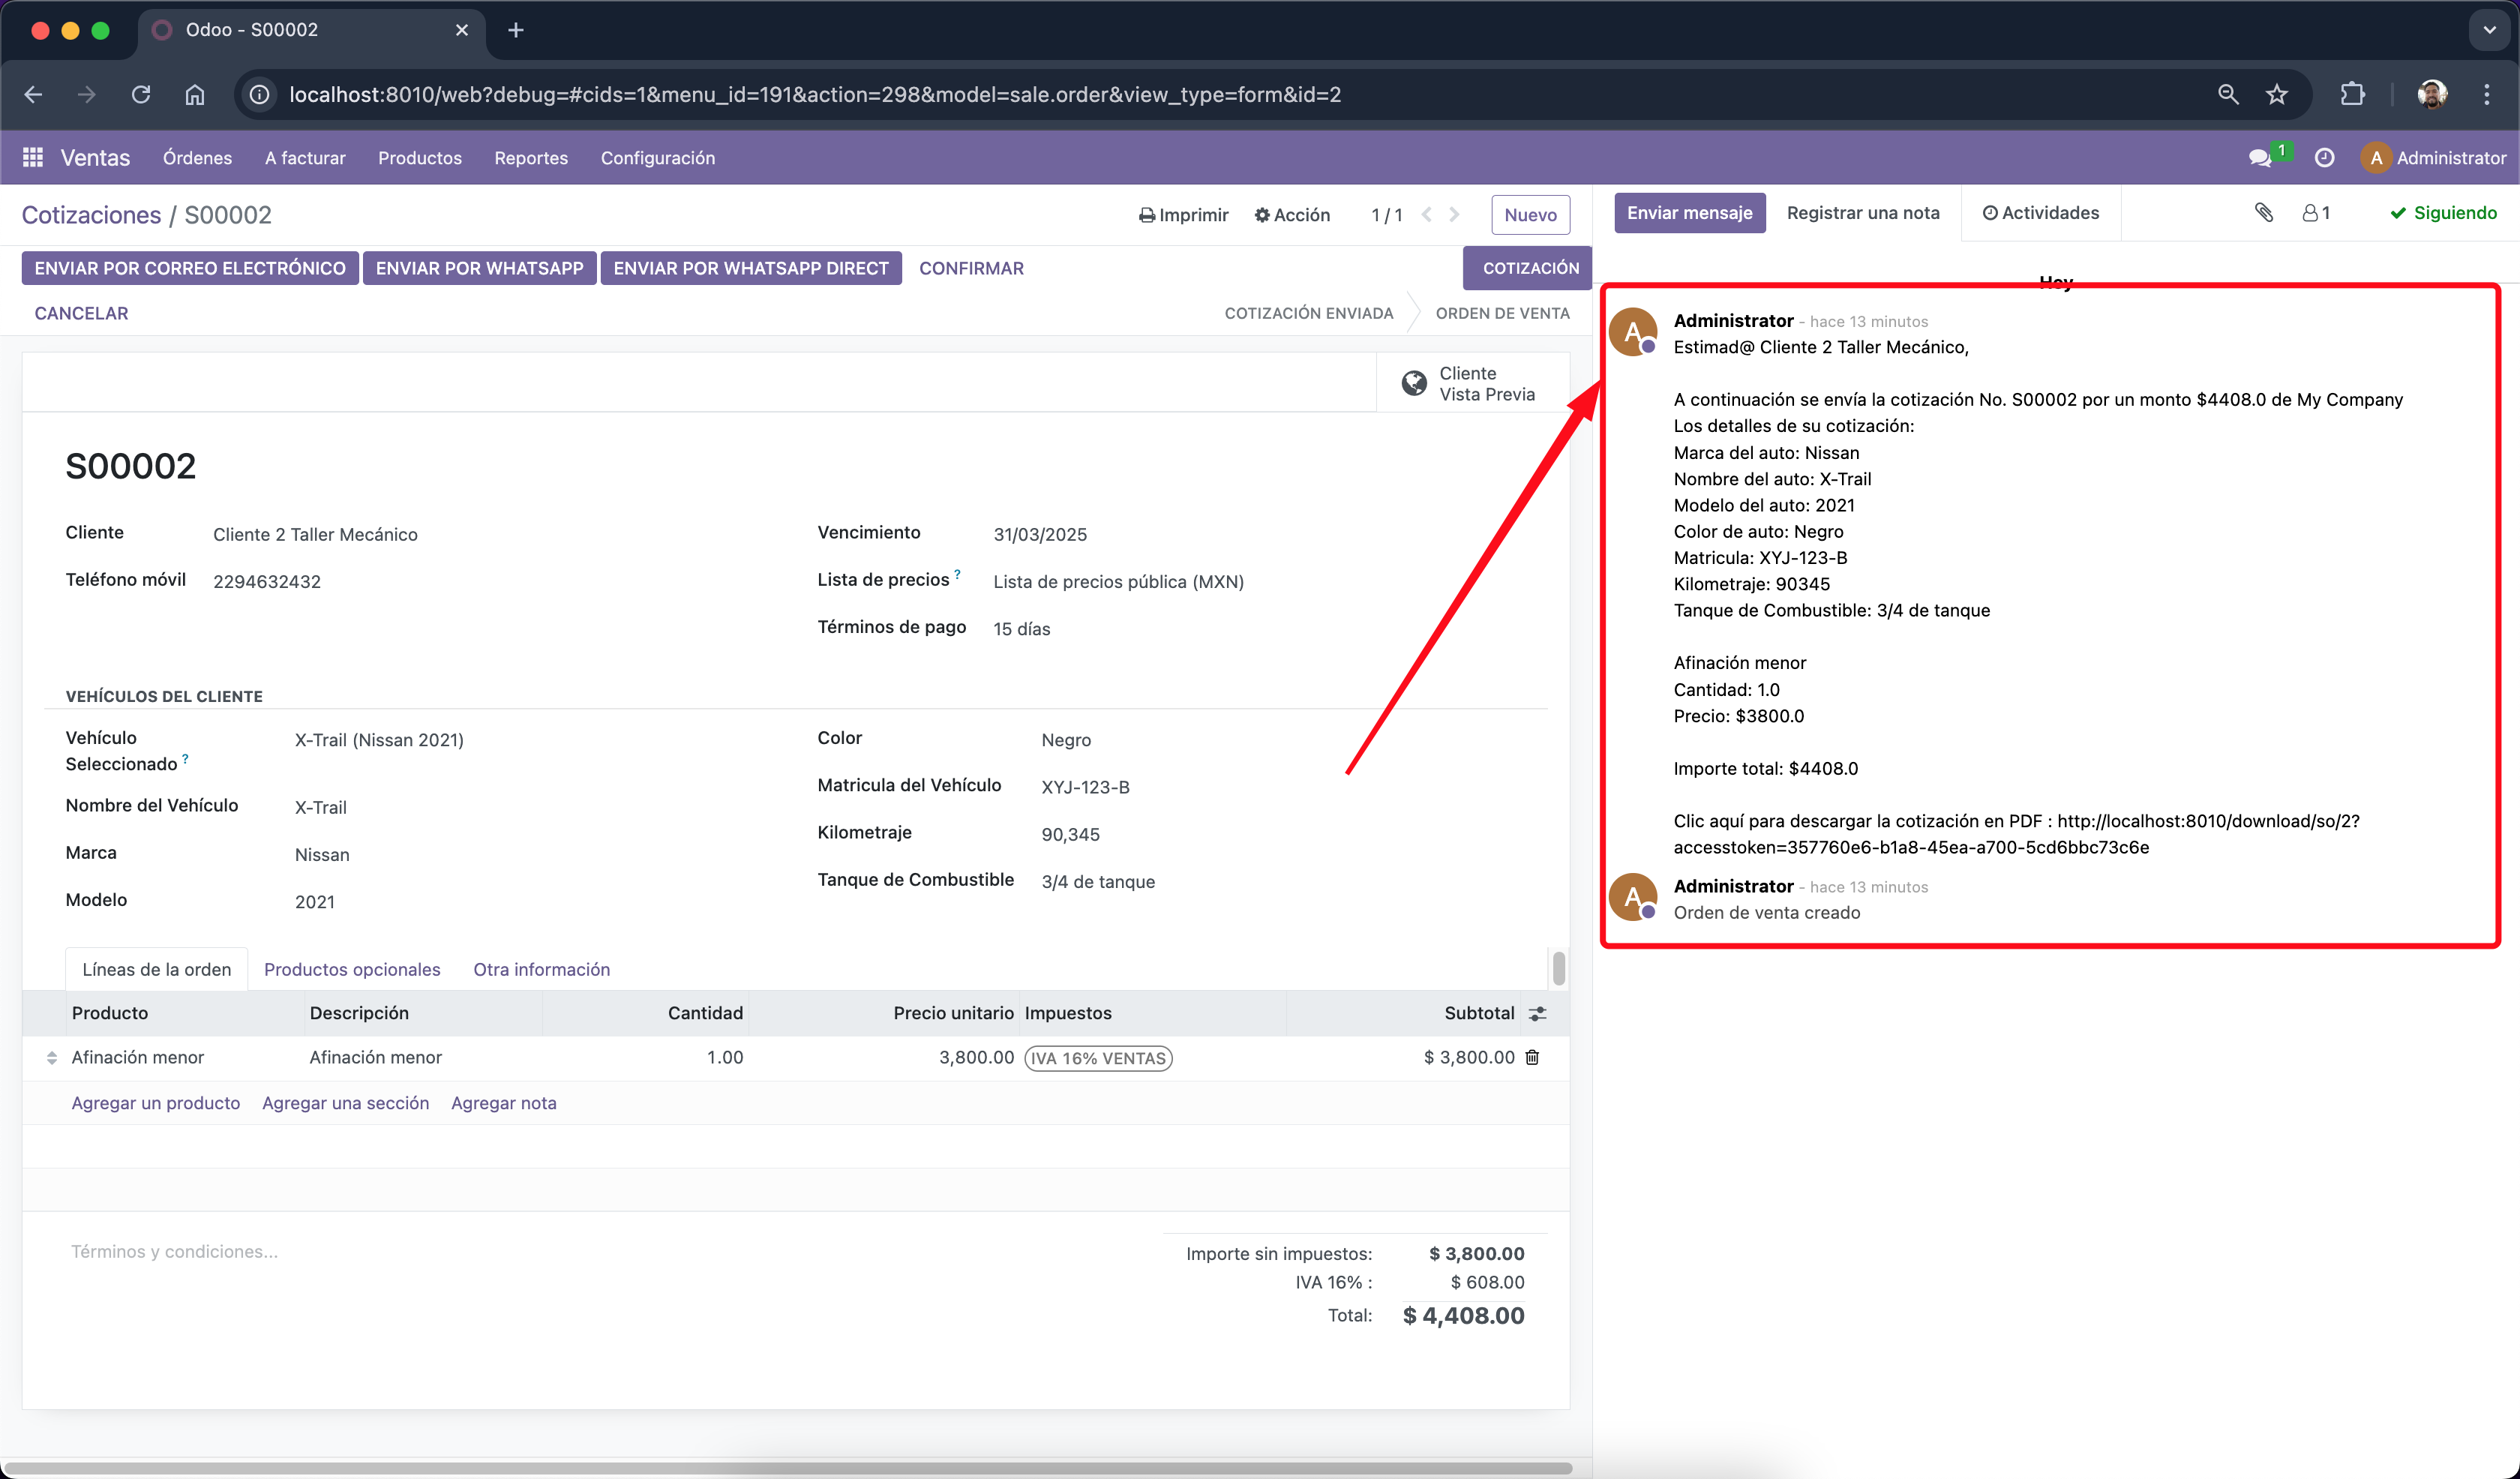 Odoo - S00002
localhost:8010/web?debug=#cids=1&menu_id=191&action=298&model=sale.order&view_type=form&id=2
Ventas Órdenes A facturar Productos Reportes Configuración 1 A Administrator
Cotizaciones / S00002 Imprimir Acción 1 / 1 Nuevo
Enviar mensaje Registrar una nota Actividades 1 Siguiendo
ENVIAR POR CORREO ELECTRÓNICO ENVIAR POR WHATSAPP ENVIAR POR WHATSAPP DIRECT CONFIRMAR COTIZACIÓN
CANCELAR COTIZACIÓN ENVIADA ORDEN DE VENTA
Cliente
Vista Previa
S00002
Cliente Cliente 2 Taller Mecánico
Teléfono móvil 2294632432
Vencimiento 31/03/2025
Lista de precios ? Lista de precios pública (MXN)
Términos de pago 15 días
VEHÍCULOS DEL CLIENTE
Vehículo
Seleccionado ? X-Trail (Nissan 2021)
Nombre del Vehículo X-Trail
Marca Nissan
Modelo 2021
Color Negro
Matricula del Vehículo XYJ-123-B
Kilometraje 90,345
Tanque de Combustible 3/4 de tanque
Líneas de la orden Productos opcionales Otra información
Producto Descripción Cantidad Precio unitario Impuestos Subtotal
Afinación menor Afinación menor 1.00 3,800.00 IVA 16% VENTAS $ 3,800.00
Agregar un producto Agregar una sección Agregar nota
Términos y condiciones...
Importe sin impuestos: $ 3,800.00
IVA 16% : $ 608.00
Total: $ 4,408.00
Hoy
A
Administrator - hace 13 minutos
Estimad@ Cliente 2 Taller Mecánico,
A continuación se envía la cotización No. S00002 por un monto $4408.0 de My Company
Los detalles de su cotización:
Marca del auto: Nissan
Nombre del auto: X-Trail
Modelo del auto: 2021
Color de auto: Negro
Matricula: XYJ-123-B
Kilometraje: 90345
Tanque de Combustible: 3/4 de tanque
Afinación menor
Cantidad: 1.0
Precio: $3800.0
Importe total: $4408.0
Clic aquí para descargar la cotización en PDF : http://localhost:8010/download/so/2?
accesstoken=357760e6-b1a8-45ea-a700-5cd6bbc73c6e
A
Administrator - hace 13 minutos
Orden de venta creado